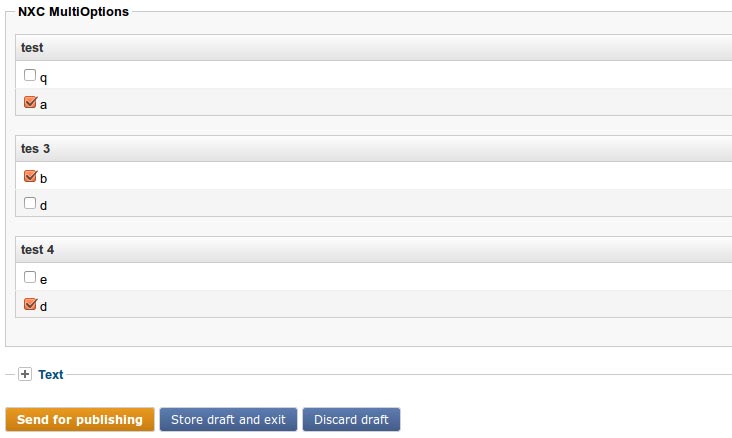 NXC MultiOptions
test
q
a
tes 3
b
d
test 4
e
d
Text
Send for publishing Store draft and exit Discard draft